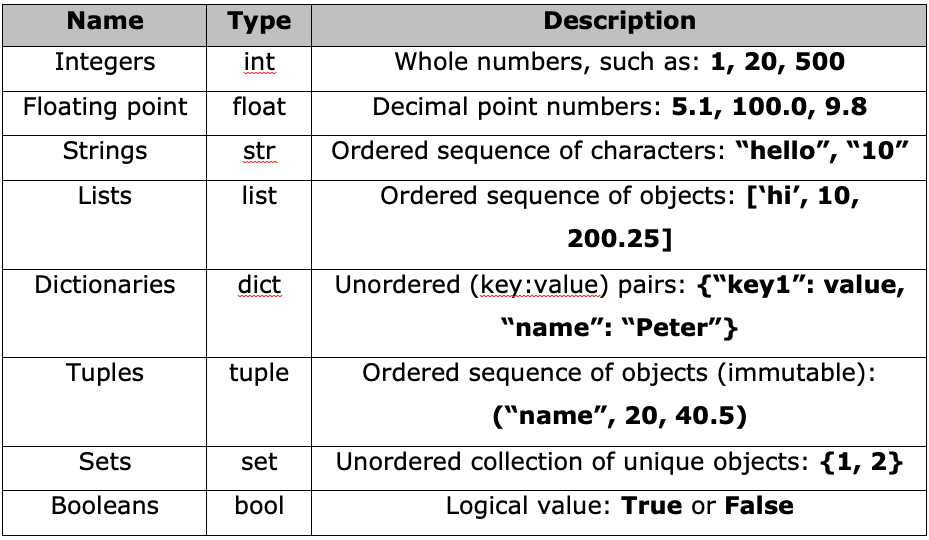 Name Type Description
Integers int Whole numbers, such as: 1, 20, 500
Floating point float Decimal point numbers: 5.1, 100.0, 9.8
Strings str Ordered sequence of characters: “hello”, “10”
Lists list Ordered sequence of objects: [‘hi’, 10,
200.25]
Dictionaries dict Unordered (key:value) pairs: {“key1”: value,
“name”: “Peter”}
Tuples tuple Ordered sequence of objects (immutable):
(“name”, 20, 40.5)
Sets set Unordered collection of unique objects: {1, 2}
Booleans bool Logical value: True or False